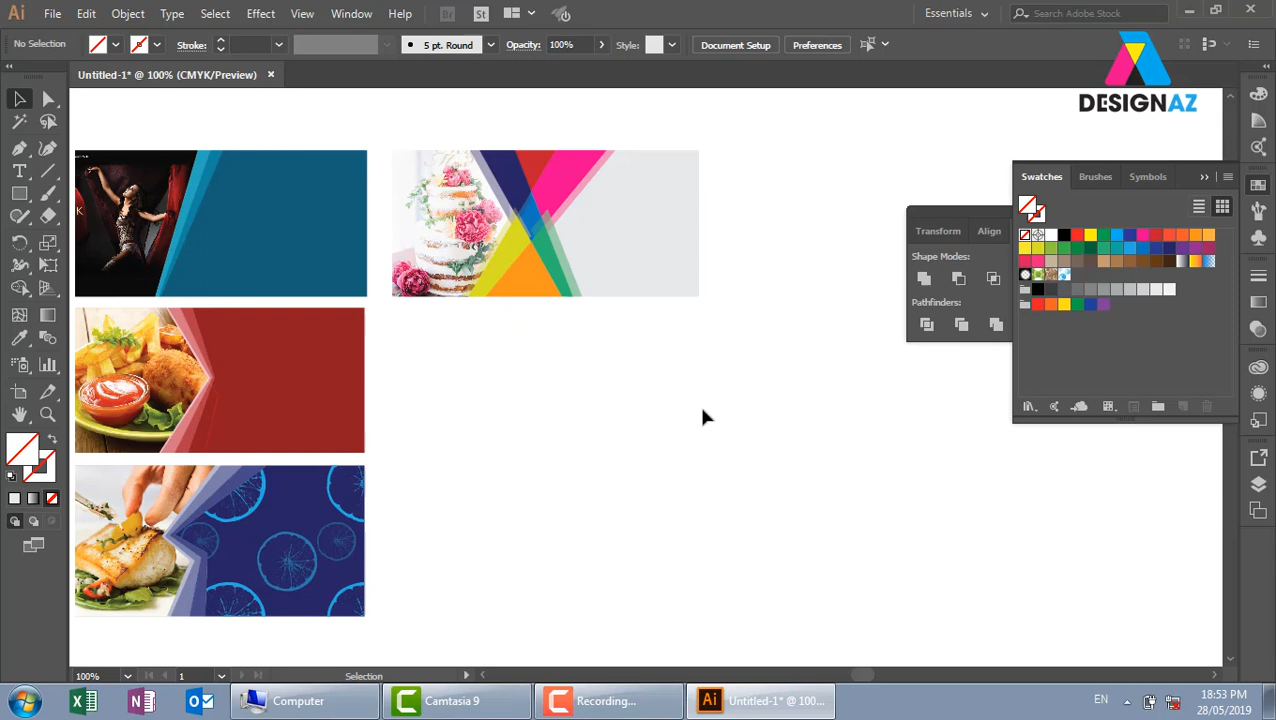 Ai File Edit Object Type Select Effect View Window Help Br St Essentials Search Adobe Stock
No Selection Stroke: 5 pt. Round Opacity: 100% Style: Document Setup Preferences
Untitled-1* @ 100% (CMYK/Preview)
DESIGNAZ
Swatches Brushes Symbols
Transform Align
Shape Modes:
Pathfinders:
100% 1 Selection
Computer Camtasia 9 Recording... Ai Untitled-1* @ 100... EN 18:53 PM
28/05/2019